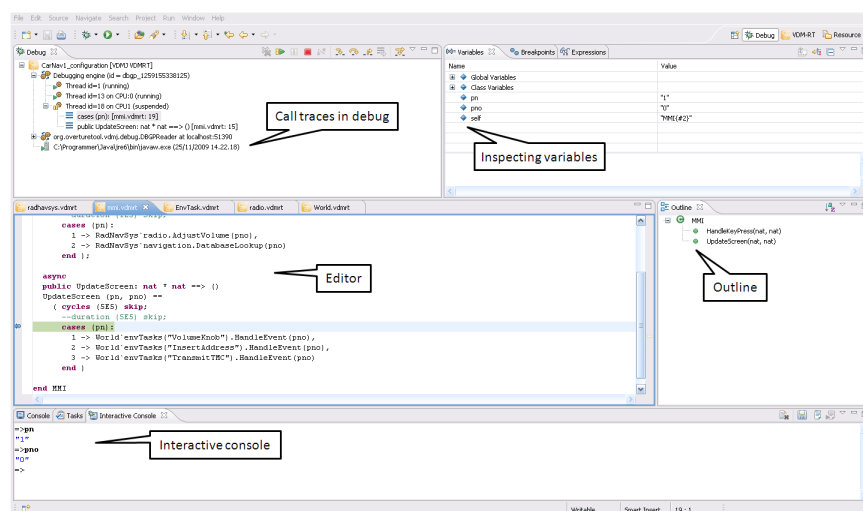 File Edit Source Navigate Search Project Run Window Help
Debug VDM-RT Resource
Debug
CarNav1_configuration [VDMJ VDMRT]
Debugging engine (id = dbgp_1259155338125)
Thread id=1 (running)
Thread id=13 on CPU:0 (running)
Thread id=18 on CPU1 (suspended)
cases (pn): [mmi.vdmrt: 19]
public UpdateScreen: nat * nat ==> () [mmi.vdmrt: 15]
org.overturetool.vdmj.debug.DBGPReader at localhost:51390
C:\Programmer\Java\jre6\bin\javaw.exe (25/11/2009 14.22.18)
Call traces in debug
Variables Breakpoints Expressions
Name Value
Global Variables
Class Variables
pn "1"
pno "0"
self "MMI{#2}"
Inspecting variables
radnavsys.vdmrt mmi.vdmrt EnvTask.vdmrt radio.vdmrt World.vdmrt
--duration (5E5) skip;
cases (pn):
1 -> RadNavSys`radio.AdjustVolume(pno),
2 -> RadNavSys`navigation.DatabaseLookup(pno)
end );
async
public UpdateScreen: nat * nat ==> ()
UpdateScreen (pn, pno) ==
( cycles (5E5) skip;
--duration (5E5) skip;
cases (pn):
1 -> World`envTasks("VolumeKnob").HandleEvent(pno),
2 -> World`envTasks("InsertAddress").HandleEvent(pno),
3 -> World`envTasks("TransmitTMC").HandleEvent(pno)
end )
end MMI
Editor
Outline
MMI
HandleKeyPress(nat, nat)
UpdateScreen(nat, nat)
Outline
Console Tasks Interactive Console
=>pn
"1"
=>pno
"0"
=>
Interactive console
Writable Smart Insert 19 : 1